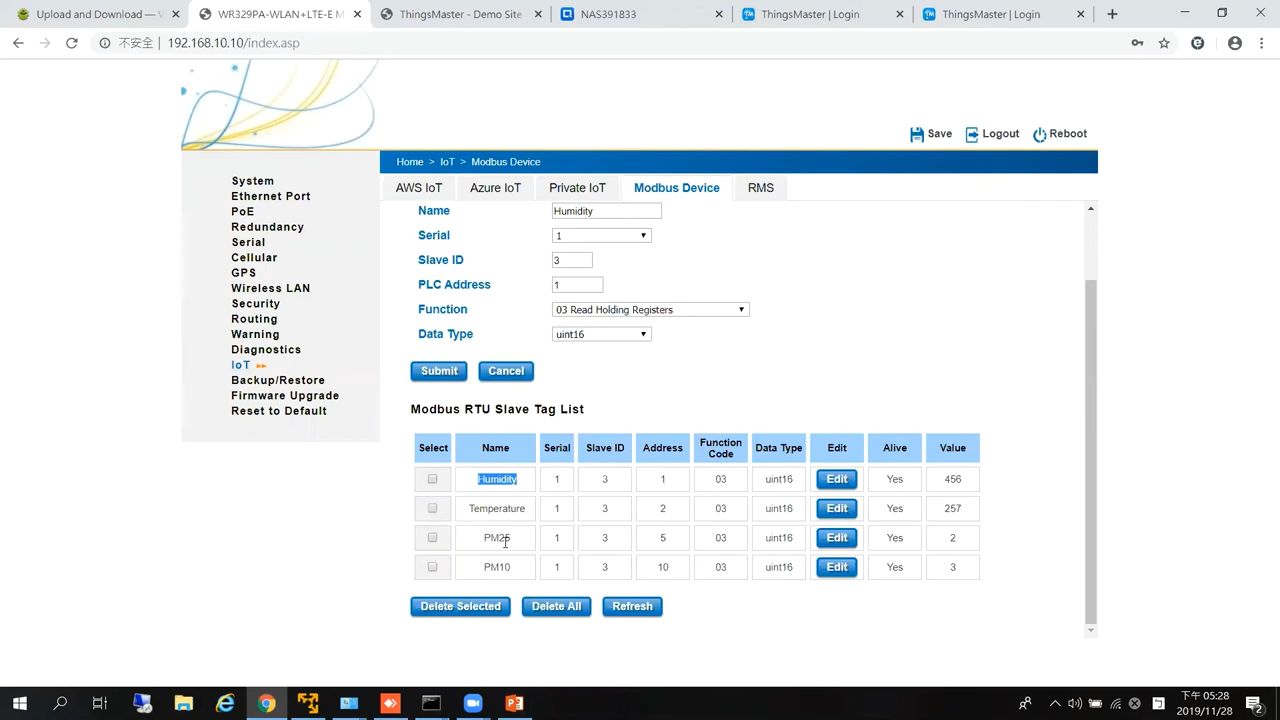 Upload and Download — W
WR329PA-WLAN+LTE-E M
ThingsMaster - Demo Site
NAS391833
ThingsMaster | Login
ThingsMaster | Login
不安全 | 192.168.10.10/index.asp
Save Logout Reboot
Home > IoT > Modbus Device
AWS IoT Azure IoT Private IoT Modbus Device RMS
System
Ethernet Port
PoE
Redundancy
Serial
Cellular
GPS
Wireless LAN
Security
Routing
Warning
Diagnostics
IoT
Backup/Restore
Firmware Upgrade
Reset to Default
Name Humidity
Serial 1
Slave ID 3
PLC Address 1
Function 03 Read Holding Registers
Data Type uint16
Submit Cancel
Modbus RTU Slave Tag List
Select Name Serial Slave ID Address Function Code Data Type Edit Alive Value
Humidity 1 3 1 03 uint16 Edit Yes 456
Temperature 1 3 2 03 uint16 Edit Yes 257
PM25 1 3 5 03 uint16 Edit Yes 2
PM10 1 3 10 03 uint16 Edit Yes 3
Delete Selected Delete All Refresh
下午 05:28
2019/11/28